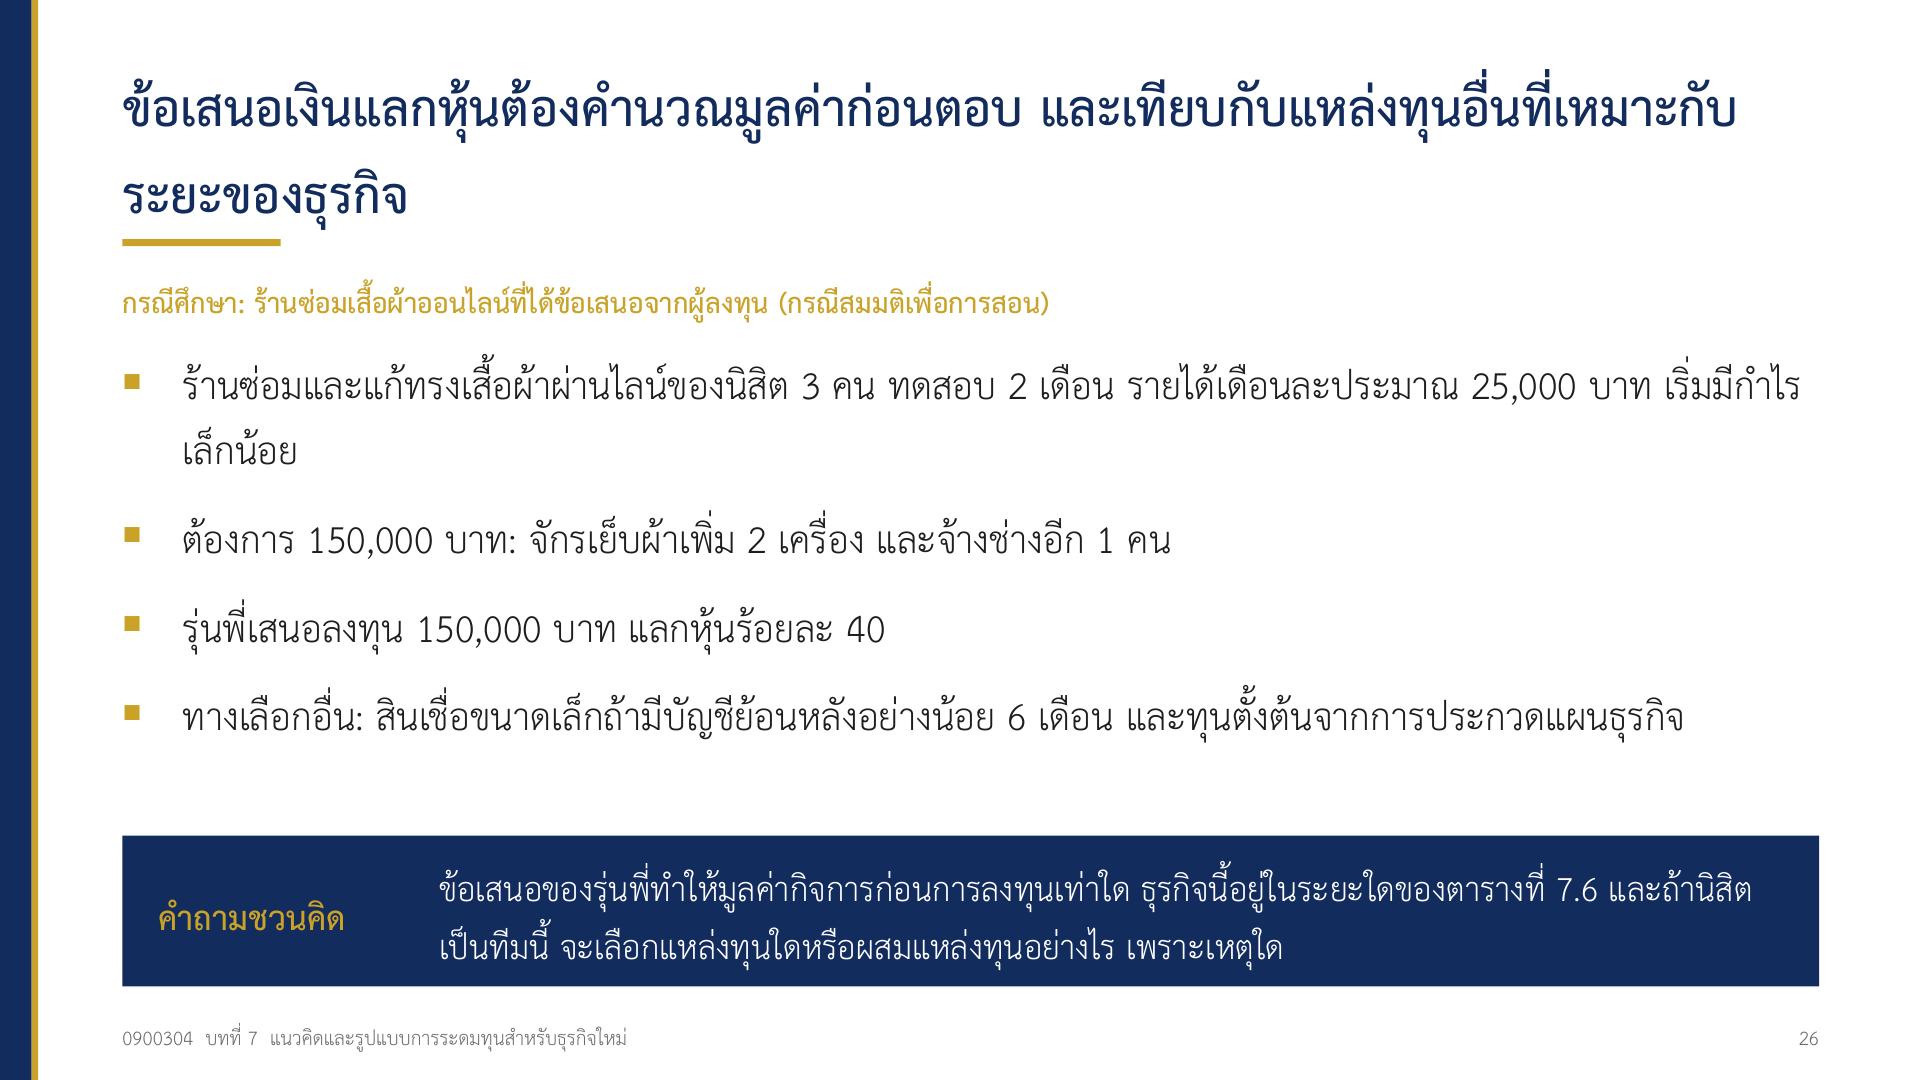 ข้อเสนอเงินแลกหุ้นต้องคำนวณมูลค่าก่อนตอบ และเทียบกับแหล่งทุนอื่นที่เหมาะกับ
ระยะของธุรกิจ
กรณีศึกษา: ร้านซ่อมเสื้อผ้าออนไลน์ที่ได้ข้อเสนอจากผู้ลงทุน (กรณีสมมติเพื่อการสอน)
ร้านซ่อมและแก้ทรงเสื้อผ้าผ่านไลน์ของนิสิต 3 คน ทดสอบ 2 เดือน รายได้เดือนละประมาณ 25,000 บาท เริ่มมีกำไร
เล็กน้อย
ต้องการ 150,000 บาท: จักรเย็บผ้าเพิ่ม 2 เครื่อง และจ้างช่างอีก 1 คน
รุ่นพี่เสนอลงทุน 150,000 บาท แลกหุ้นร้อยละ 40
ทางเลือกอื่น: สินเชื่อขนาดเล็กถ้ามีบัญชีย้อนหลังอย่างน้อย 6 เดือน และทุนตั้งต้นจากการประกวดแผนธุรกิจ
คำถามชวนคิด
ข้อเสนอของรุ่นพี่ทำให้มูลค่ากิจการก่อนการลงทุนเท่าใด ธุรกิจนี้อยู่ในระยะใดของตารางที่ 7.6 และถ้านิสิต
เป็นทีมนี้ จะเลือกแหล่งทุนใดหรือผสมแหล่งทุนอย่างไร เพราะเหตุใด
0900304 บทที่ 7 แนวคิดและรูปแบบการระดมทุนสำหรับธุรกิจใหม่
26